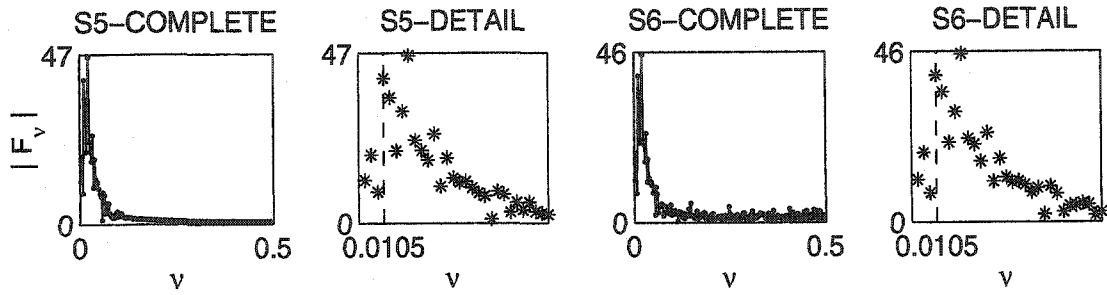 S5–COMPLETE S5–DETAIL S6–COMPLETE S6–DETAIL
47 47 46 46
| Fν |
0 0 0 0
0 0.5 0.0105 0 0.5 0.0105
ν ν ν ν